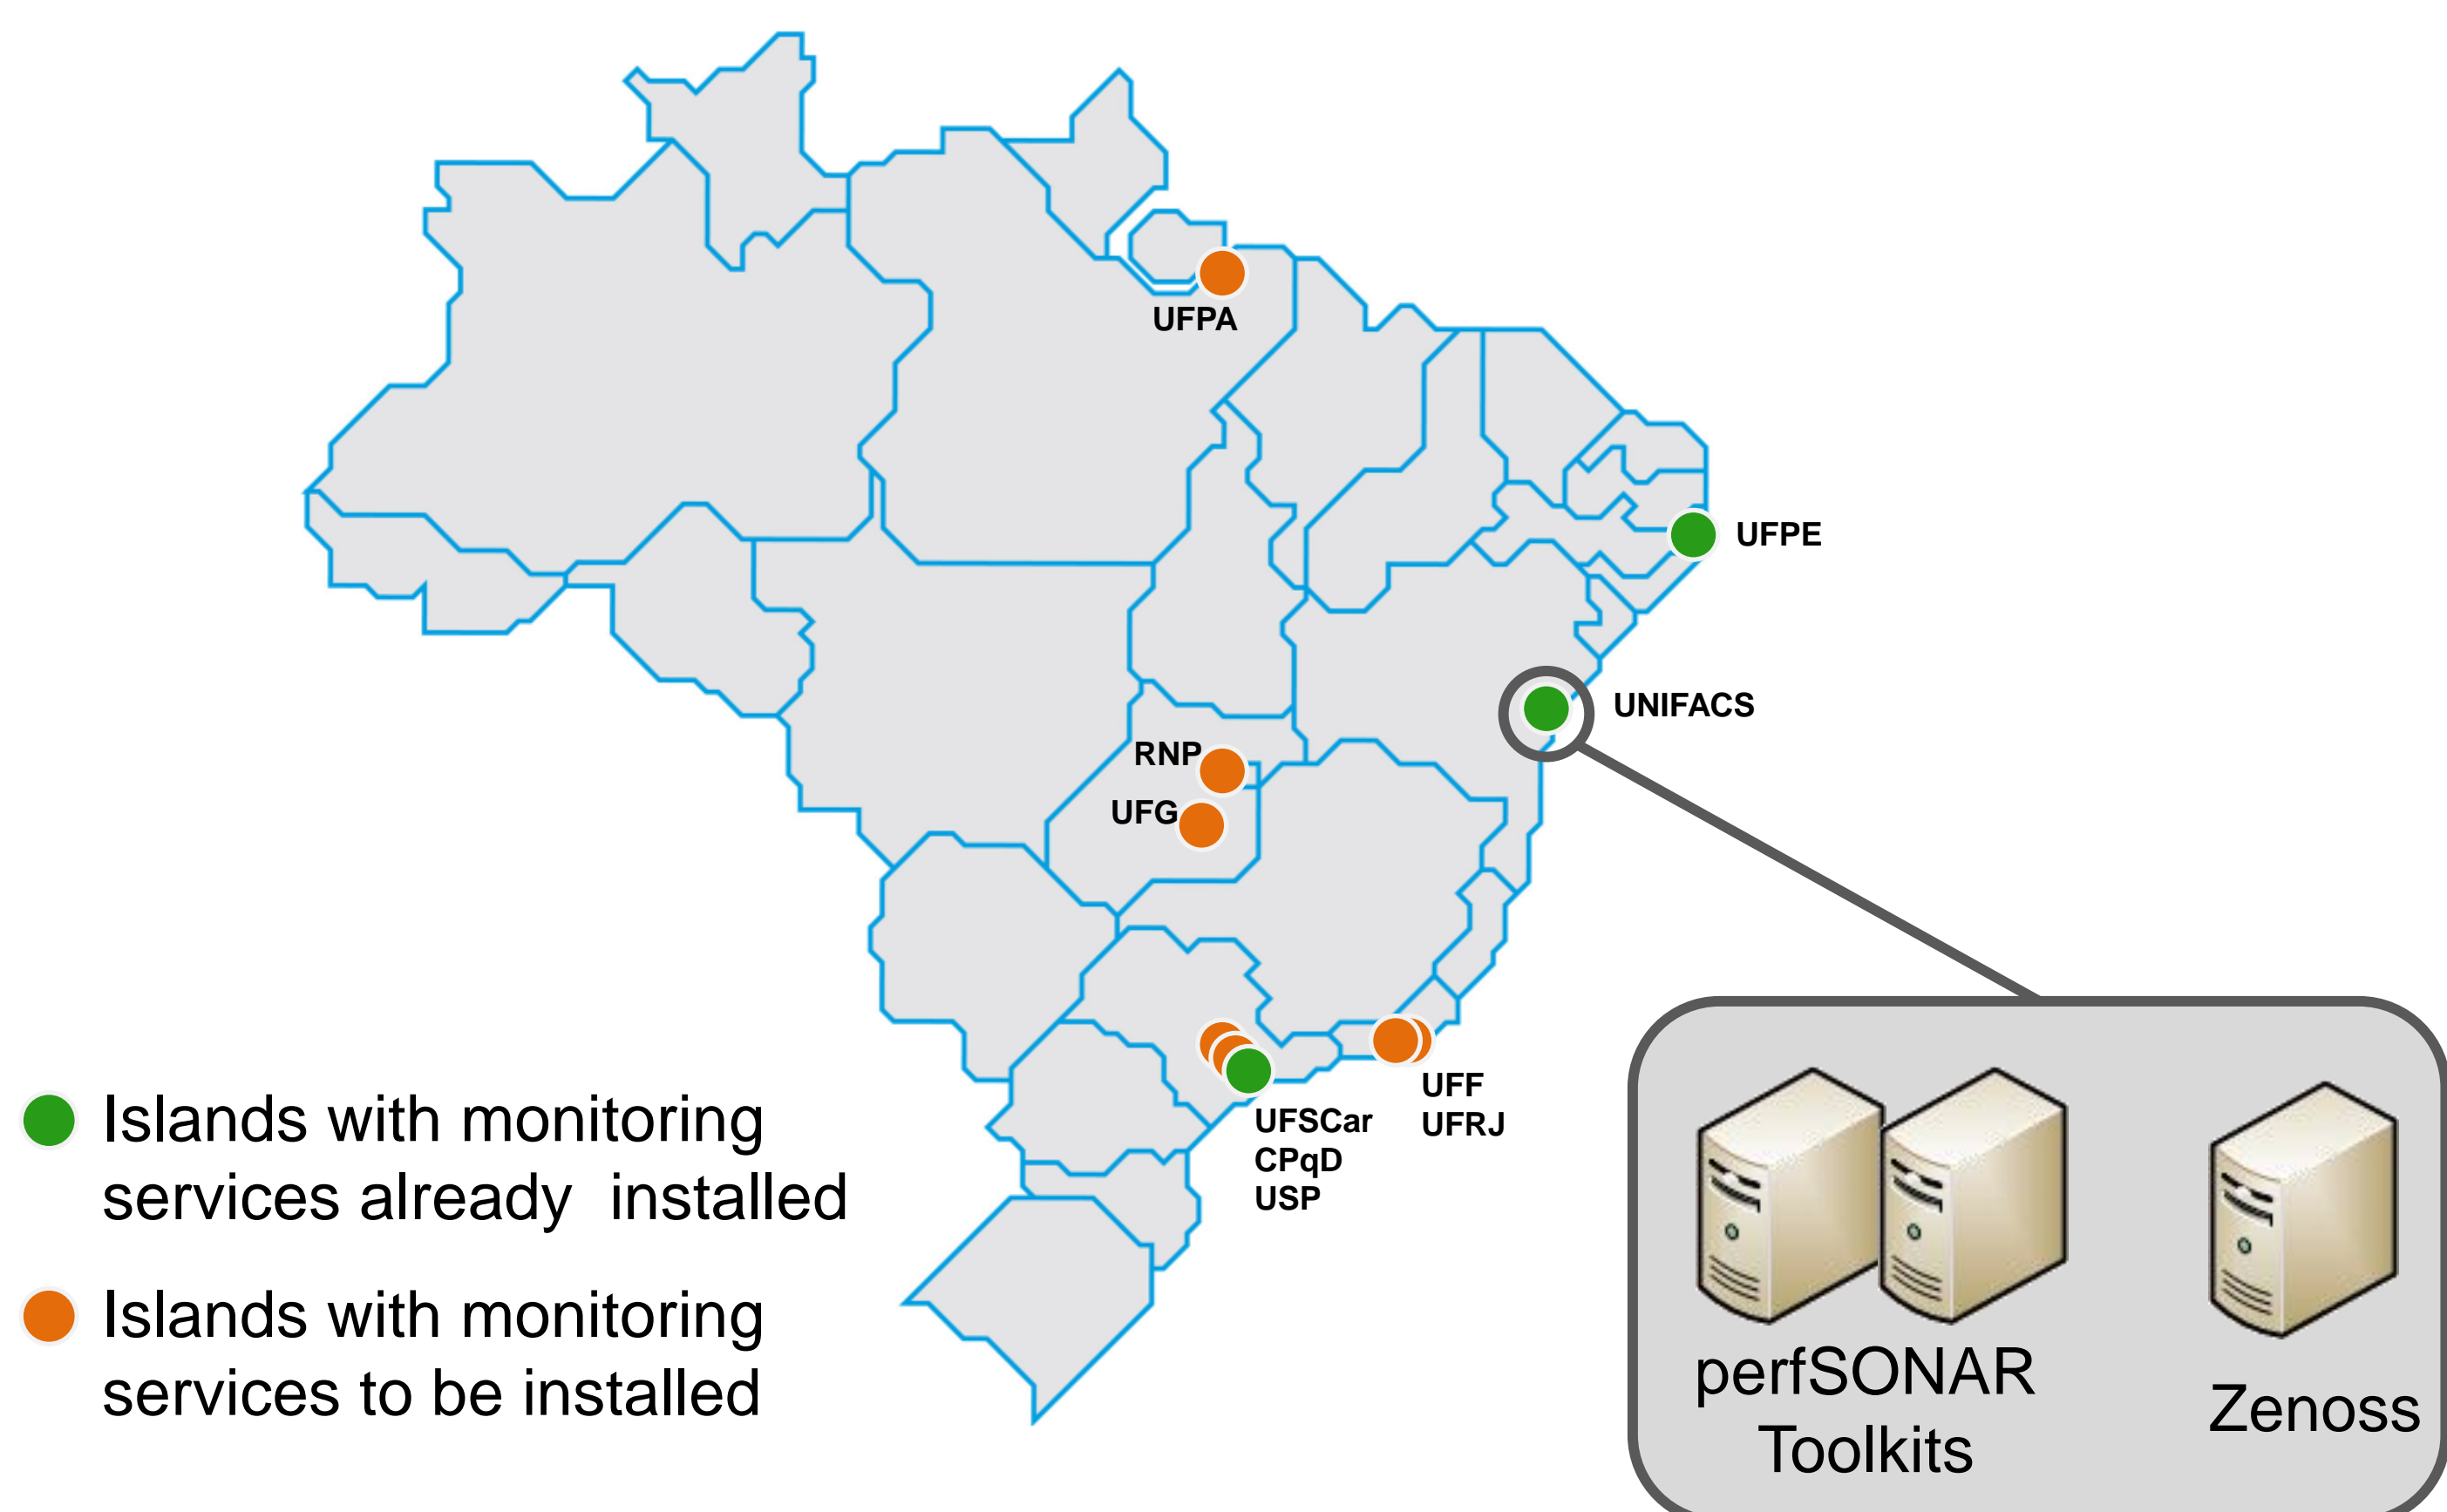 UFPA
UFPE
UNIFACS
RNP
UFG
UFF
UFRJ
UFSCar
CPqD
USP
Islands with monitoring
services already  installed
Islands with monitoring
services to be installed
perfSONAR
Toolkits
Zenoss